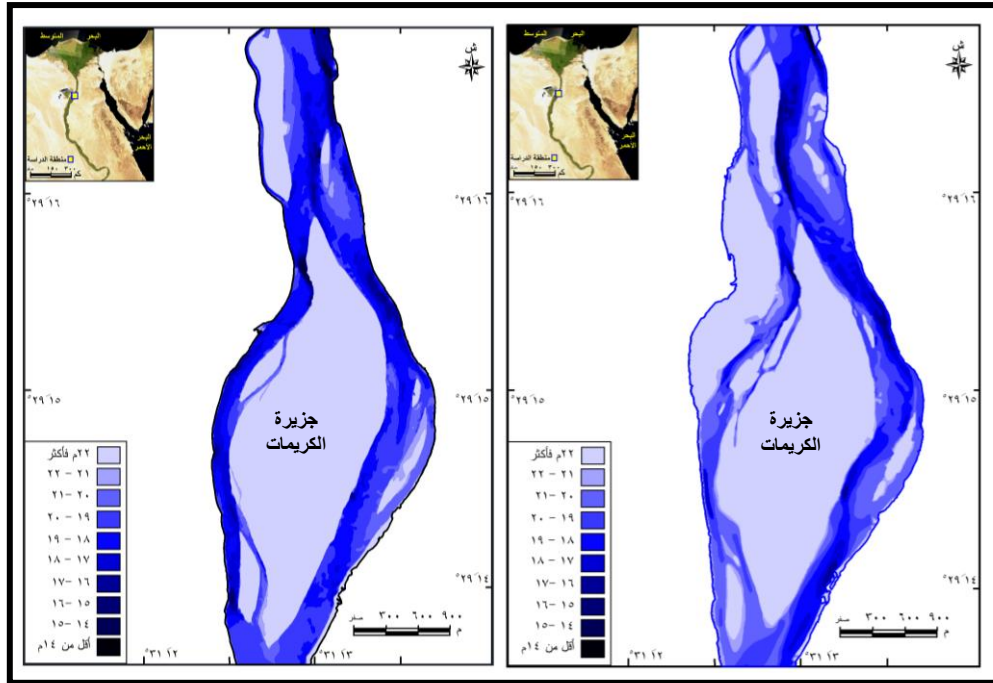 البحر
المتوسط
البحر
الأحمر
منطقة الدراسة
٣٠٠ ١٥٠
كم
ش
°٢٩ ١٦َ
°٢٩ ١٥َ
°٢٩ ١٤َ
جزيرة
الكريمات
٢٢م فأكثر
٢١ - ٢٢
٢٠ -٢١
١٩ - ٢٠
١٨ - ١٩
١٧ - ١٨
١٦- ١٧
١٥ -١٦
١٤ -١٥
أقل من ١٤م
صفر ٣٠٠ ٦٠٠ ٩٠٠
م
°٣١ ١٢َ
°٣١ ١٣َ
البحر
المتوسط
البحر
الأحمر
منطقة الدراسة
٣٠٠ ١٥٠
كم
ش
°٢٩ ١٦َ
°٢٩ ١٥َ
°٢٩ ١٤َ
جزيرة
الكريمات
٢٢م فأكثر
٢١ - ٢٢
٢٠ -٢١
١٩ - ٢٠
١٨ - ١٩
١٧ - ١٨
١٦- ١٧
١٥ -١٦
١٤ -١٥
أقل من ١٤م
صفر ٣٠٠ ٦٠٠ ٩٠٠
م
°٣١ ١٢َ
°٣١ ١٣َ